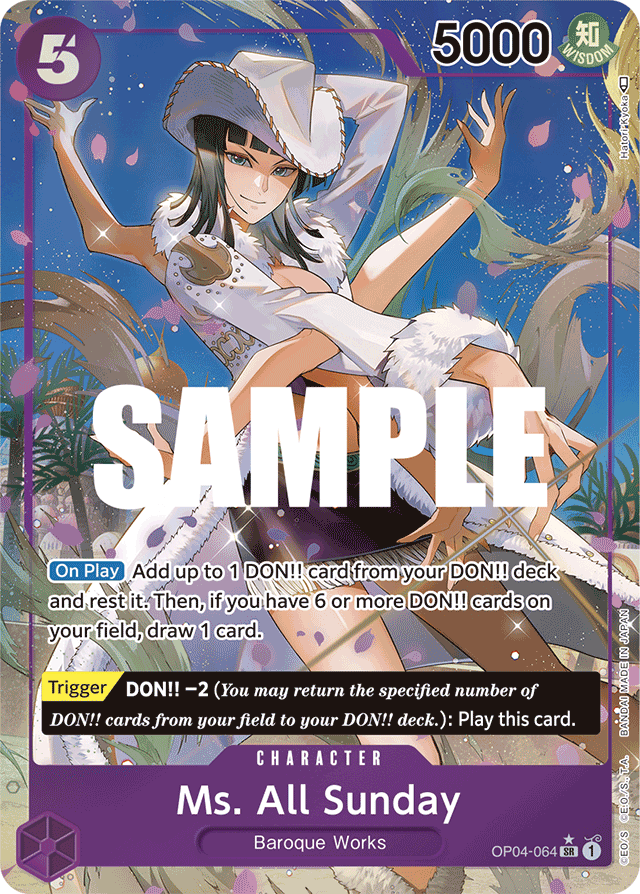 5
5000
知
WISDOM
Hatori Kyoka
SAMPLE
On Play Add up to 1 DON!! card from your DON!! deck
and rest it. Then, if you have 6 or more DON!! cards on
your field, draw 1 card.
Trigger DON!! −2 (You may return the specified number of
DON!! cards from your field to your DON!! deck.): Play this card.
CHARACTER
Ms. All Sunday
Baroque Works
OP04-064 ★ SR 1
©E/S ©E.O./S., T.A. BANDAI MADE IN JAPAN